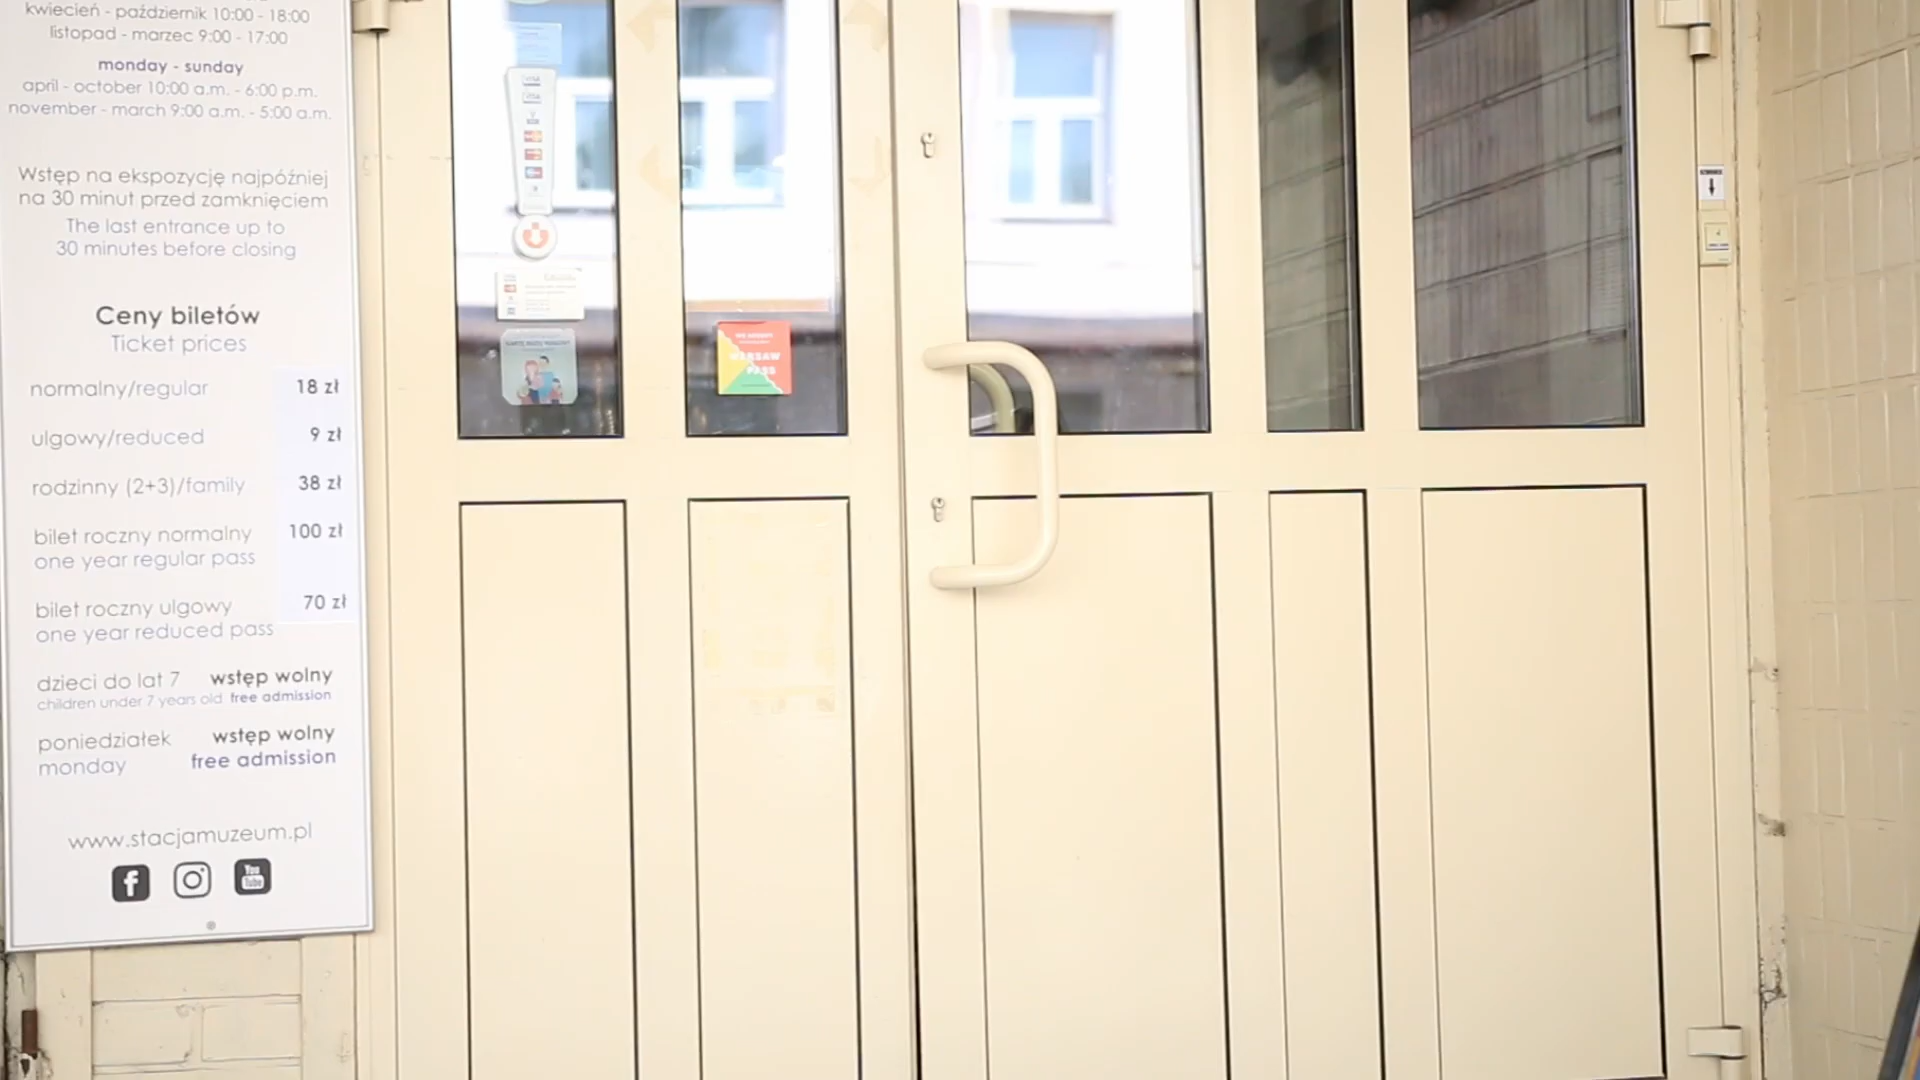 kwiecień - październik 10:00 - 18:00
listopad - marzec 9:00 - 17:00
monday - sunday
april - october 10:00 a.m. - 6:00 p.m.
november - march 9:00 a.m. - 5:00 a.m.
Wstęp na ekspozycję najpóźniej
na 30 minut przed zamknięciem
The last entrance up to
30 minutes before closing
Ceny biletów
Ticket prices
normalny/regular 18 zł
ulgowy/reduced 9 zł
rodzinny (2+3)/family 38 zł
bilet roczny normalny 100 zł
one year regular pass
bilet roczny ulgowy 70 zł
one year reduced pass
dzieci do lat 7 wstęp wolny
children under 7 years old free admission
poniedziałek wstęp wolny
monday free admission
www.stacjamuzeum.pl
You
Tube
VISA
VISA
WARSAW
PASS